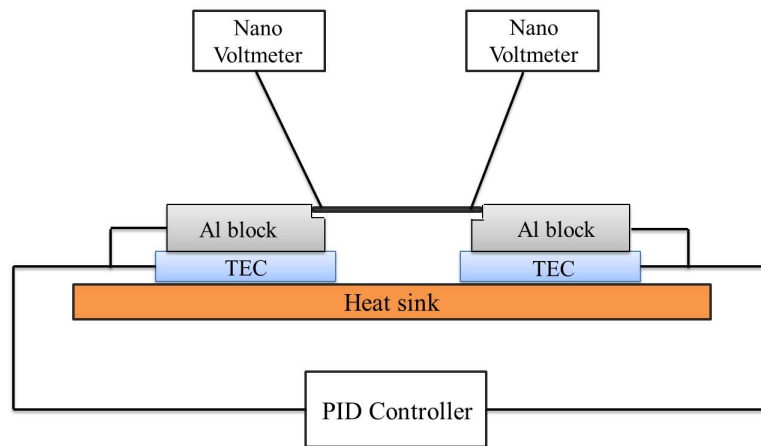 Nano
Voltmeter
Nano
Voltmeter
Al block
Al block
TEC
TEC
Heat sink
PID Controller